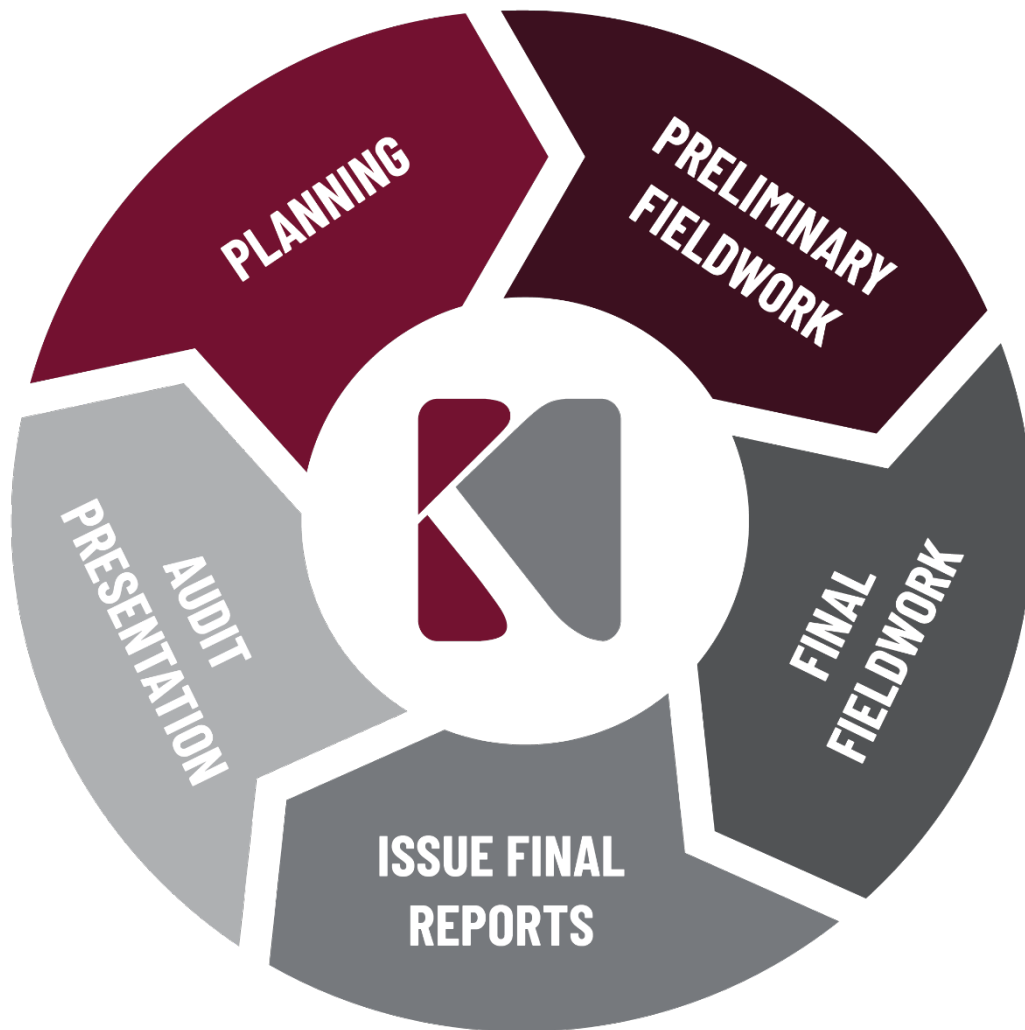 PLANNING
PRELIMINARY
FIELDWORK
FINAL
FIELDWORK
ISSUE FINAL
REPORTS
AUDIT
PRESENTATION